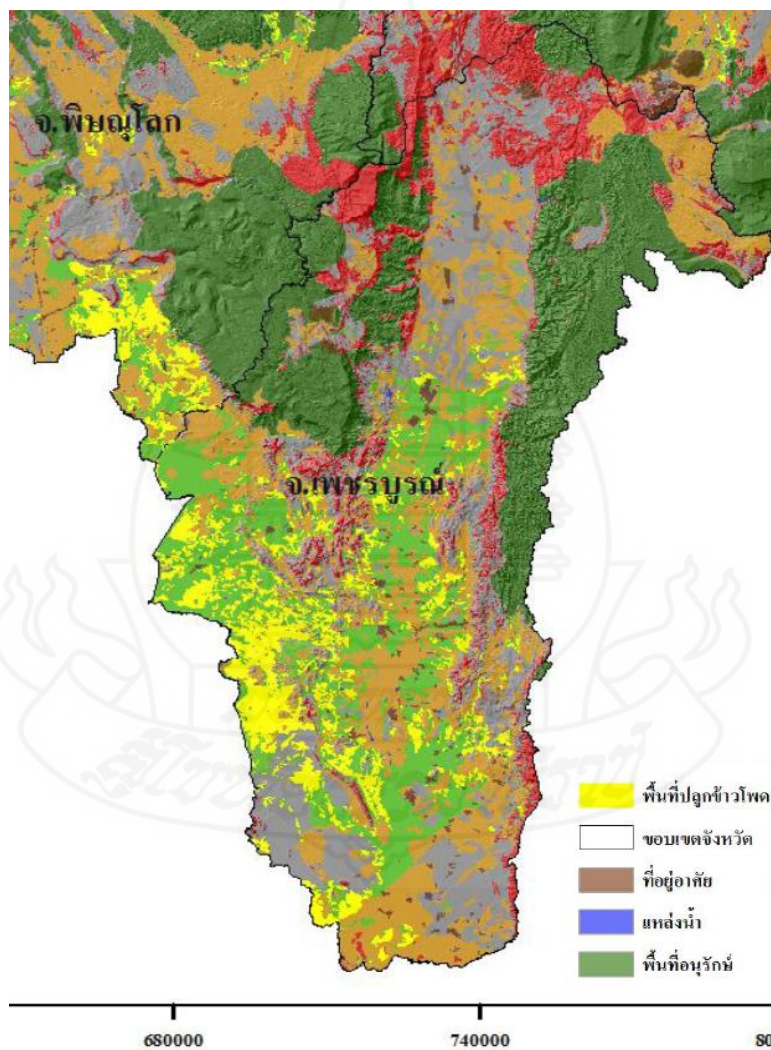 จ.พิษณุโลก
จ.เพชรบูรณ์
พื้นที่ปลูกข้าวโพด
ขอบเขตจังหวัด
ที่อยู่อาศัย
แหล่งน้ำ
พื้นที่อนุรักษ์
680000
740000
80